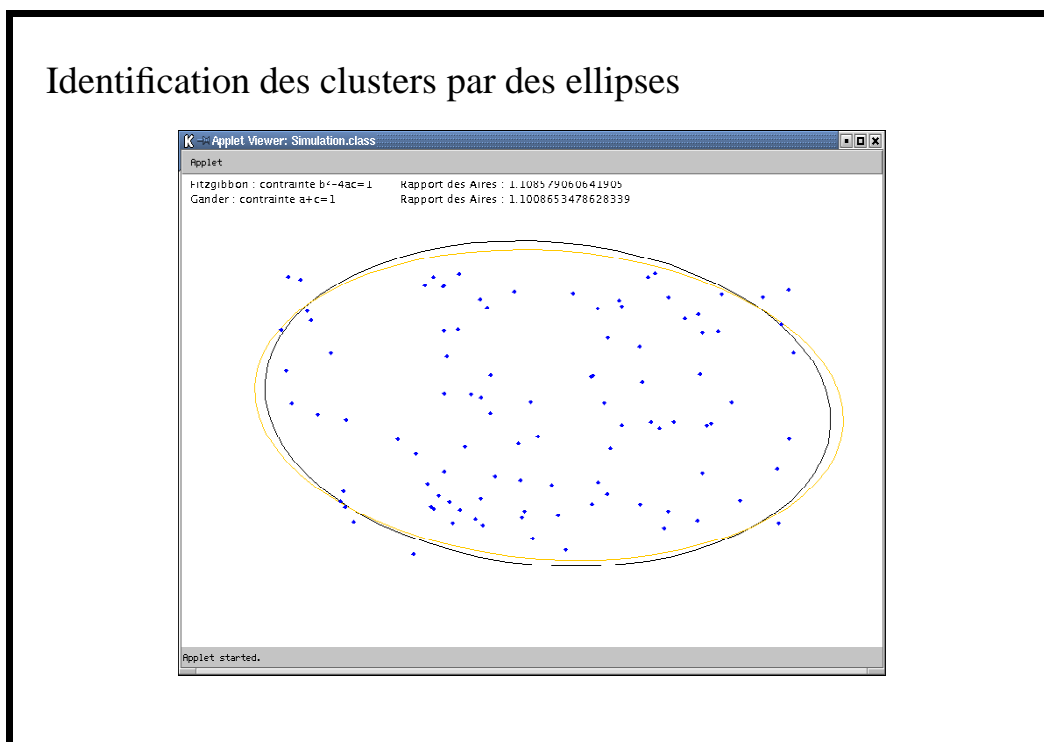 Identification des clusters par des ellipses
Applet Viewer: Simulation.class
Applet
Fitzgibbon : contrainte b²-4ac=1 Rapport des Aires : 1.108579060641905
Gander : contrainte a+c=1 Rapport des Aires : 1.1008653478628339
Applet started.